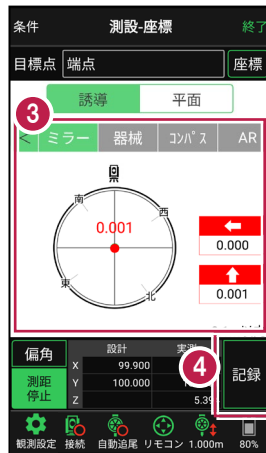 条件 測設-座標 終了
目標点 端点 座標
誘導 平面
3
< ミラー 器械 コンパス AR
南 西
0.001
東 北
0.000
0.001
偏角 設計 実測
測距
停止
X 99.900
Y 100.000
Z 5.39
4
記録
観測設定 接続 自動追尾 リモコン 1.000m 80%